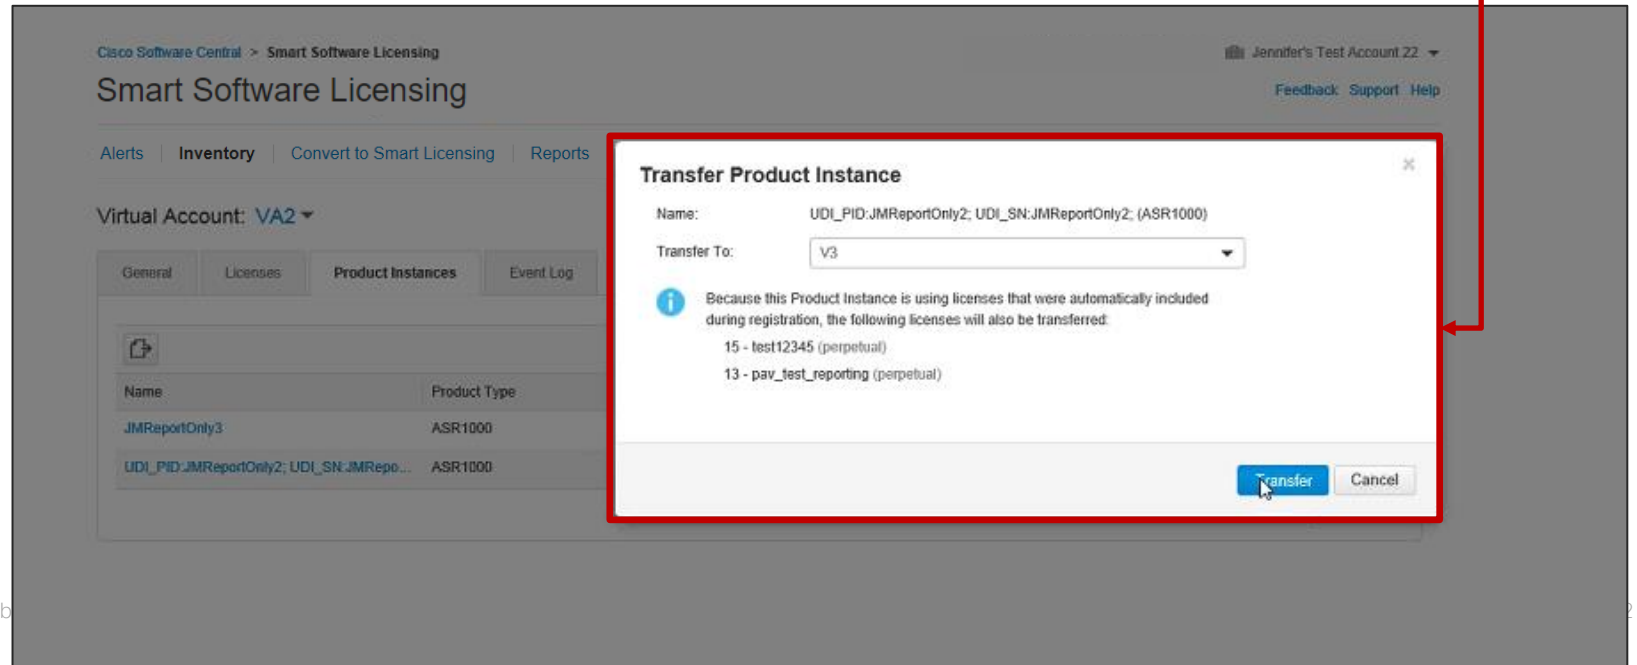 Cisco Software Central > Smart Software Licensing
Jennifer's Test Account 22
Smart Software Licensing
Feedback Support Help
Alerts Inventory Convert to Smart Licensing Reports
Virtual Account: VA2
General Licenses Product Instances Event Log
Name Product Type
JMReportOnly3 ASR1000
UDI_PID:JMReportOnly2; UDI_SN:JMRepo... ASR1000
Transfer Product Instance
Name: UDI_PID:JMReportOnly2; UDI_SN:JMReportOnly2; (ASR1000)
Transfer To: V3
Because this Product Instance is using licenses that were automatically included
during registration, the following licenses will also be transferred:
15 - test12345 (perpetual)
13 - pav_test_reporting (perpetual)
Transfer Cancel